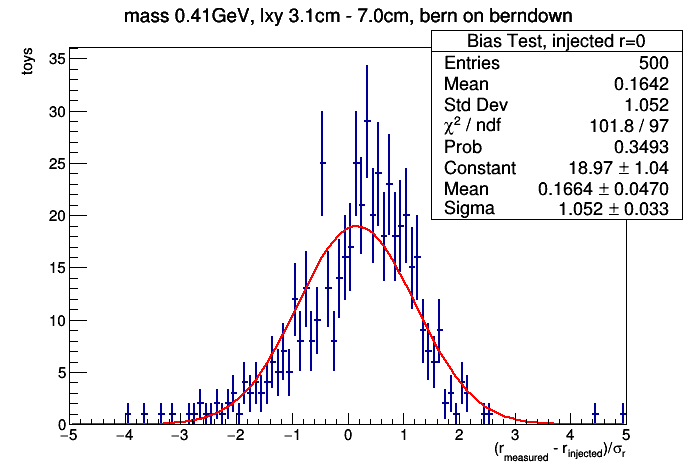 mass 0.41GeV, lxy 3.1cm - 7.0cm, bern on berndown
Bias Test, injected r=0
Entries 500
Mean 0.1642
Std Dev 1.052
χ² / ndf 101.8 / 97
Prob 0.3493
Constant 18.97 ± 1.04
Mean 0.1664 ± 0.0470
Sigma 1.052 ± 0.033
toys
35
30
25
20
15
10
5
0
−5 −4 −3 −2 −1 0 1 2 3 4 5
(r_measured - r_injected)/σ_r